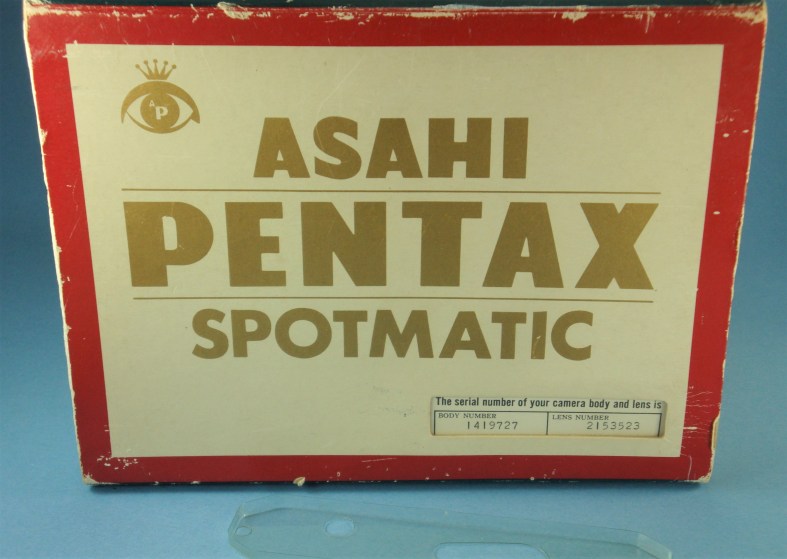 AP
ASAHI
PENTAX
SPOTMATIC
The serial number of your camera body and lens is
BODY NUMBER LENS NUMBER
1419727 2153523